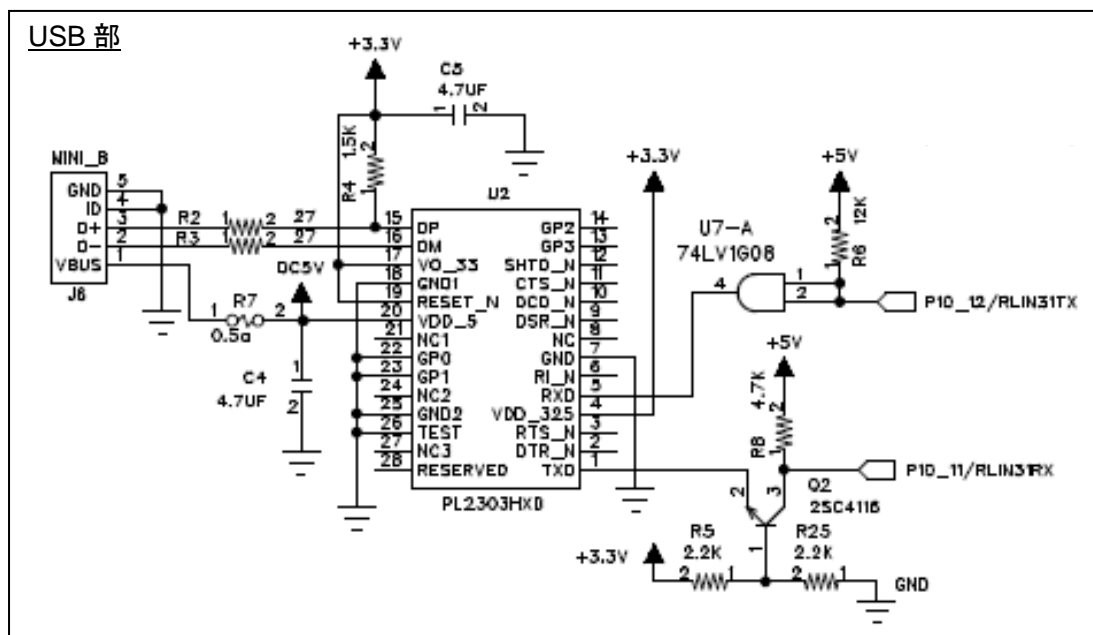 USB 部
+3.3V
C5
4.7UF
1
2
1.5K
2
1
R4
MINI_B
GND
5
ID
4
D+
3
D-
2
VBUS
1
J6
R2
1
2
27
R3
1
2
27
DC5V
R7
1
2
0.5a
C4
4.7UF
1
2
U2
15
DP
16
DM
17
VO_33
18
GND1
19
RESET_N
20
VDD_5
21
NC1
22
GP0
23
GP1
24
NC2
25
GND2
26
TEST
27
NC3
28
RESERVED
GP2
14
GP3
13
SHTD_N
12
CTS_N
11
DCD_N
10
DSR_N
9
NC
8
GND
7
RI_N
6
RXD
5
VDD_325
4
RTS_N
3
DTR_N
2
TXD
1
PL2303HXD
+3.3V
U7-A
74LV1G08
4
1
2
+5V
12K
2
1
R6
P10_12/RLIN31TX
+5V
4.7K
2
1
R8
P10_11/RLIN31RX
Q2
2SC4116
2
3
1
+3.3V
R5
2.2K
2
1
R25
2.2K
2
1
GND